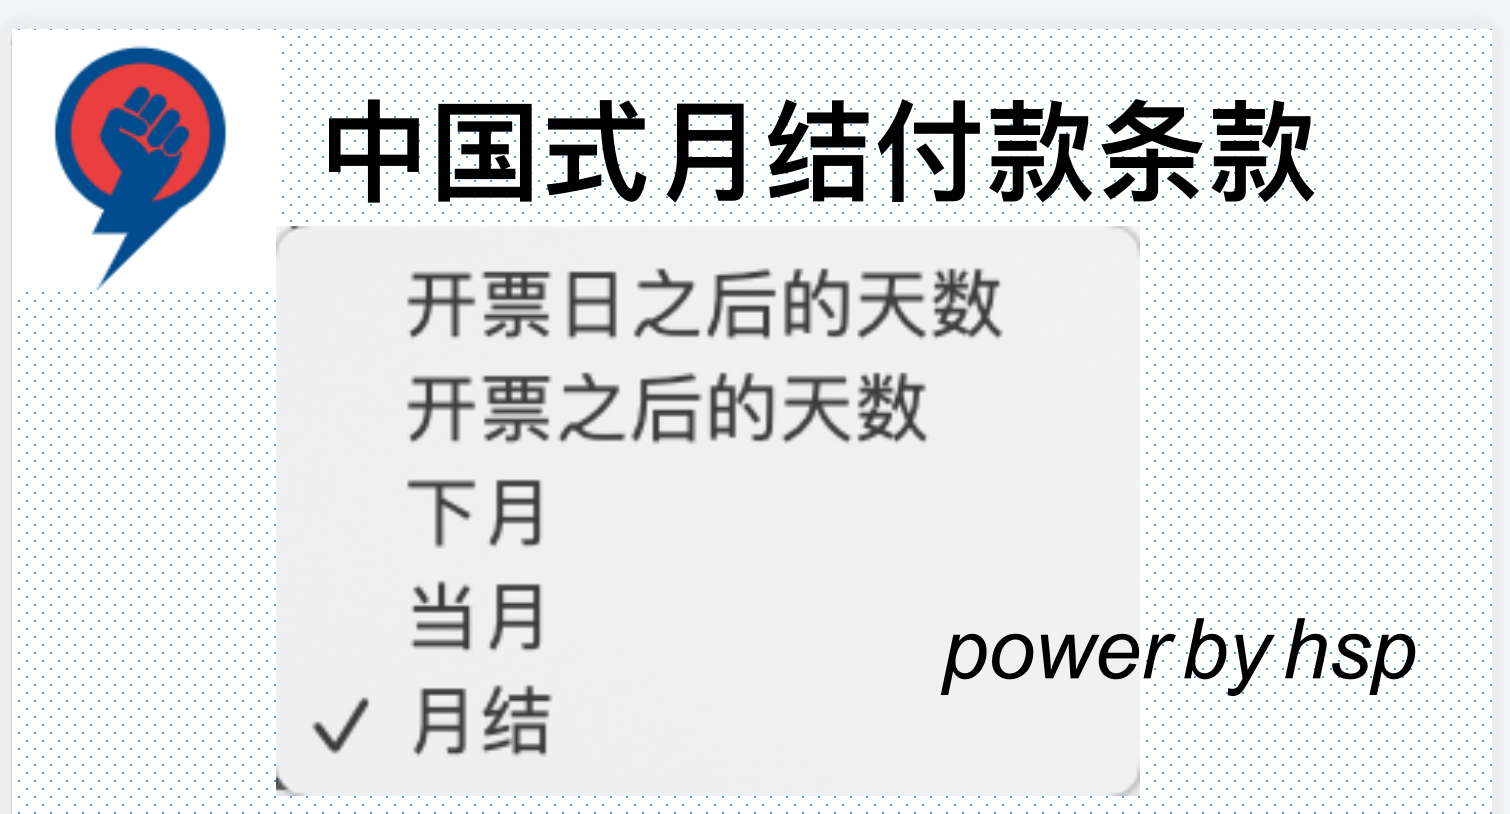 中国式月结付款条款
开票日之后的天数
开票之后的天数
下月
当月
power by hsp
✓ 月结